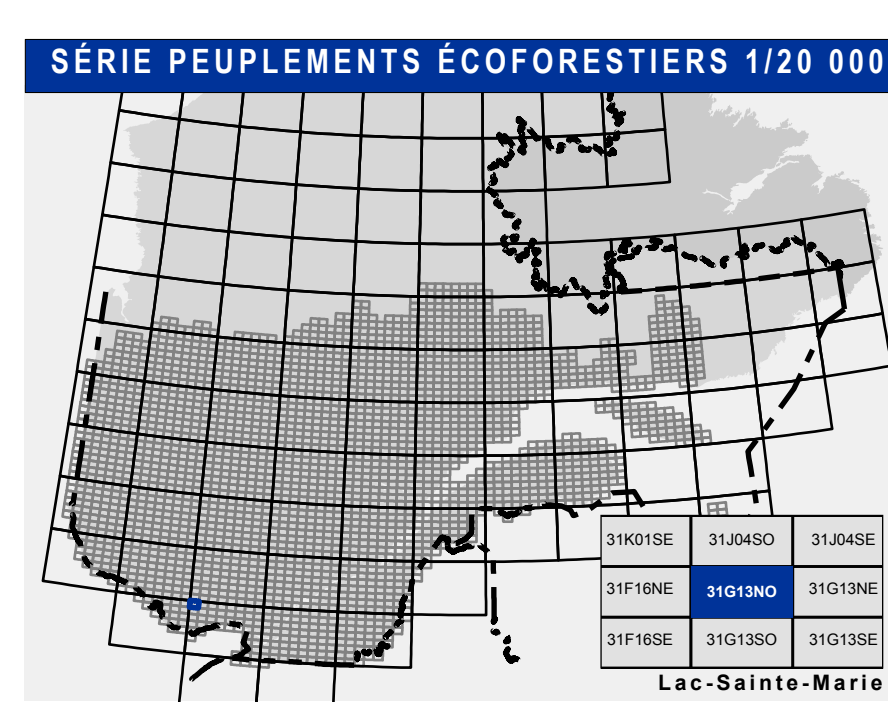 SÉRIE PEUPLEMENTS ÉCOFORESTIERS 1/20 000
31K01SE 31J04SO 31J04SE
31F16NE 31G13NO 31G13NE
31F16SE 31G13SO 31G13SE
Lac-Sainte-Marie